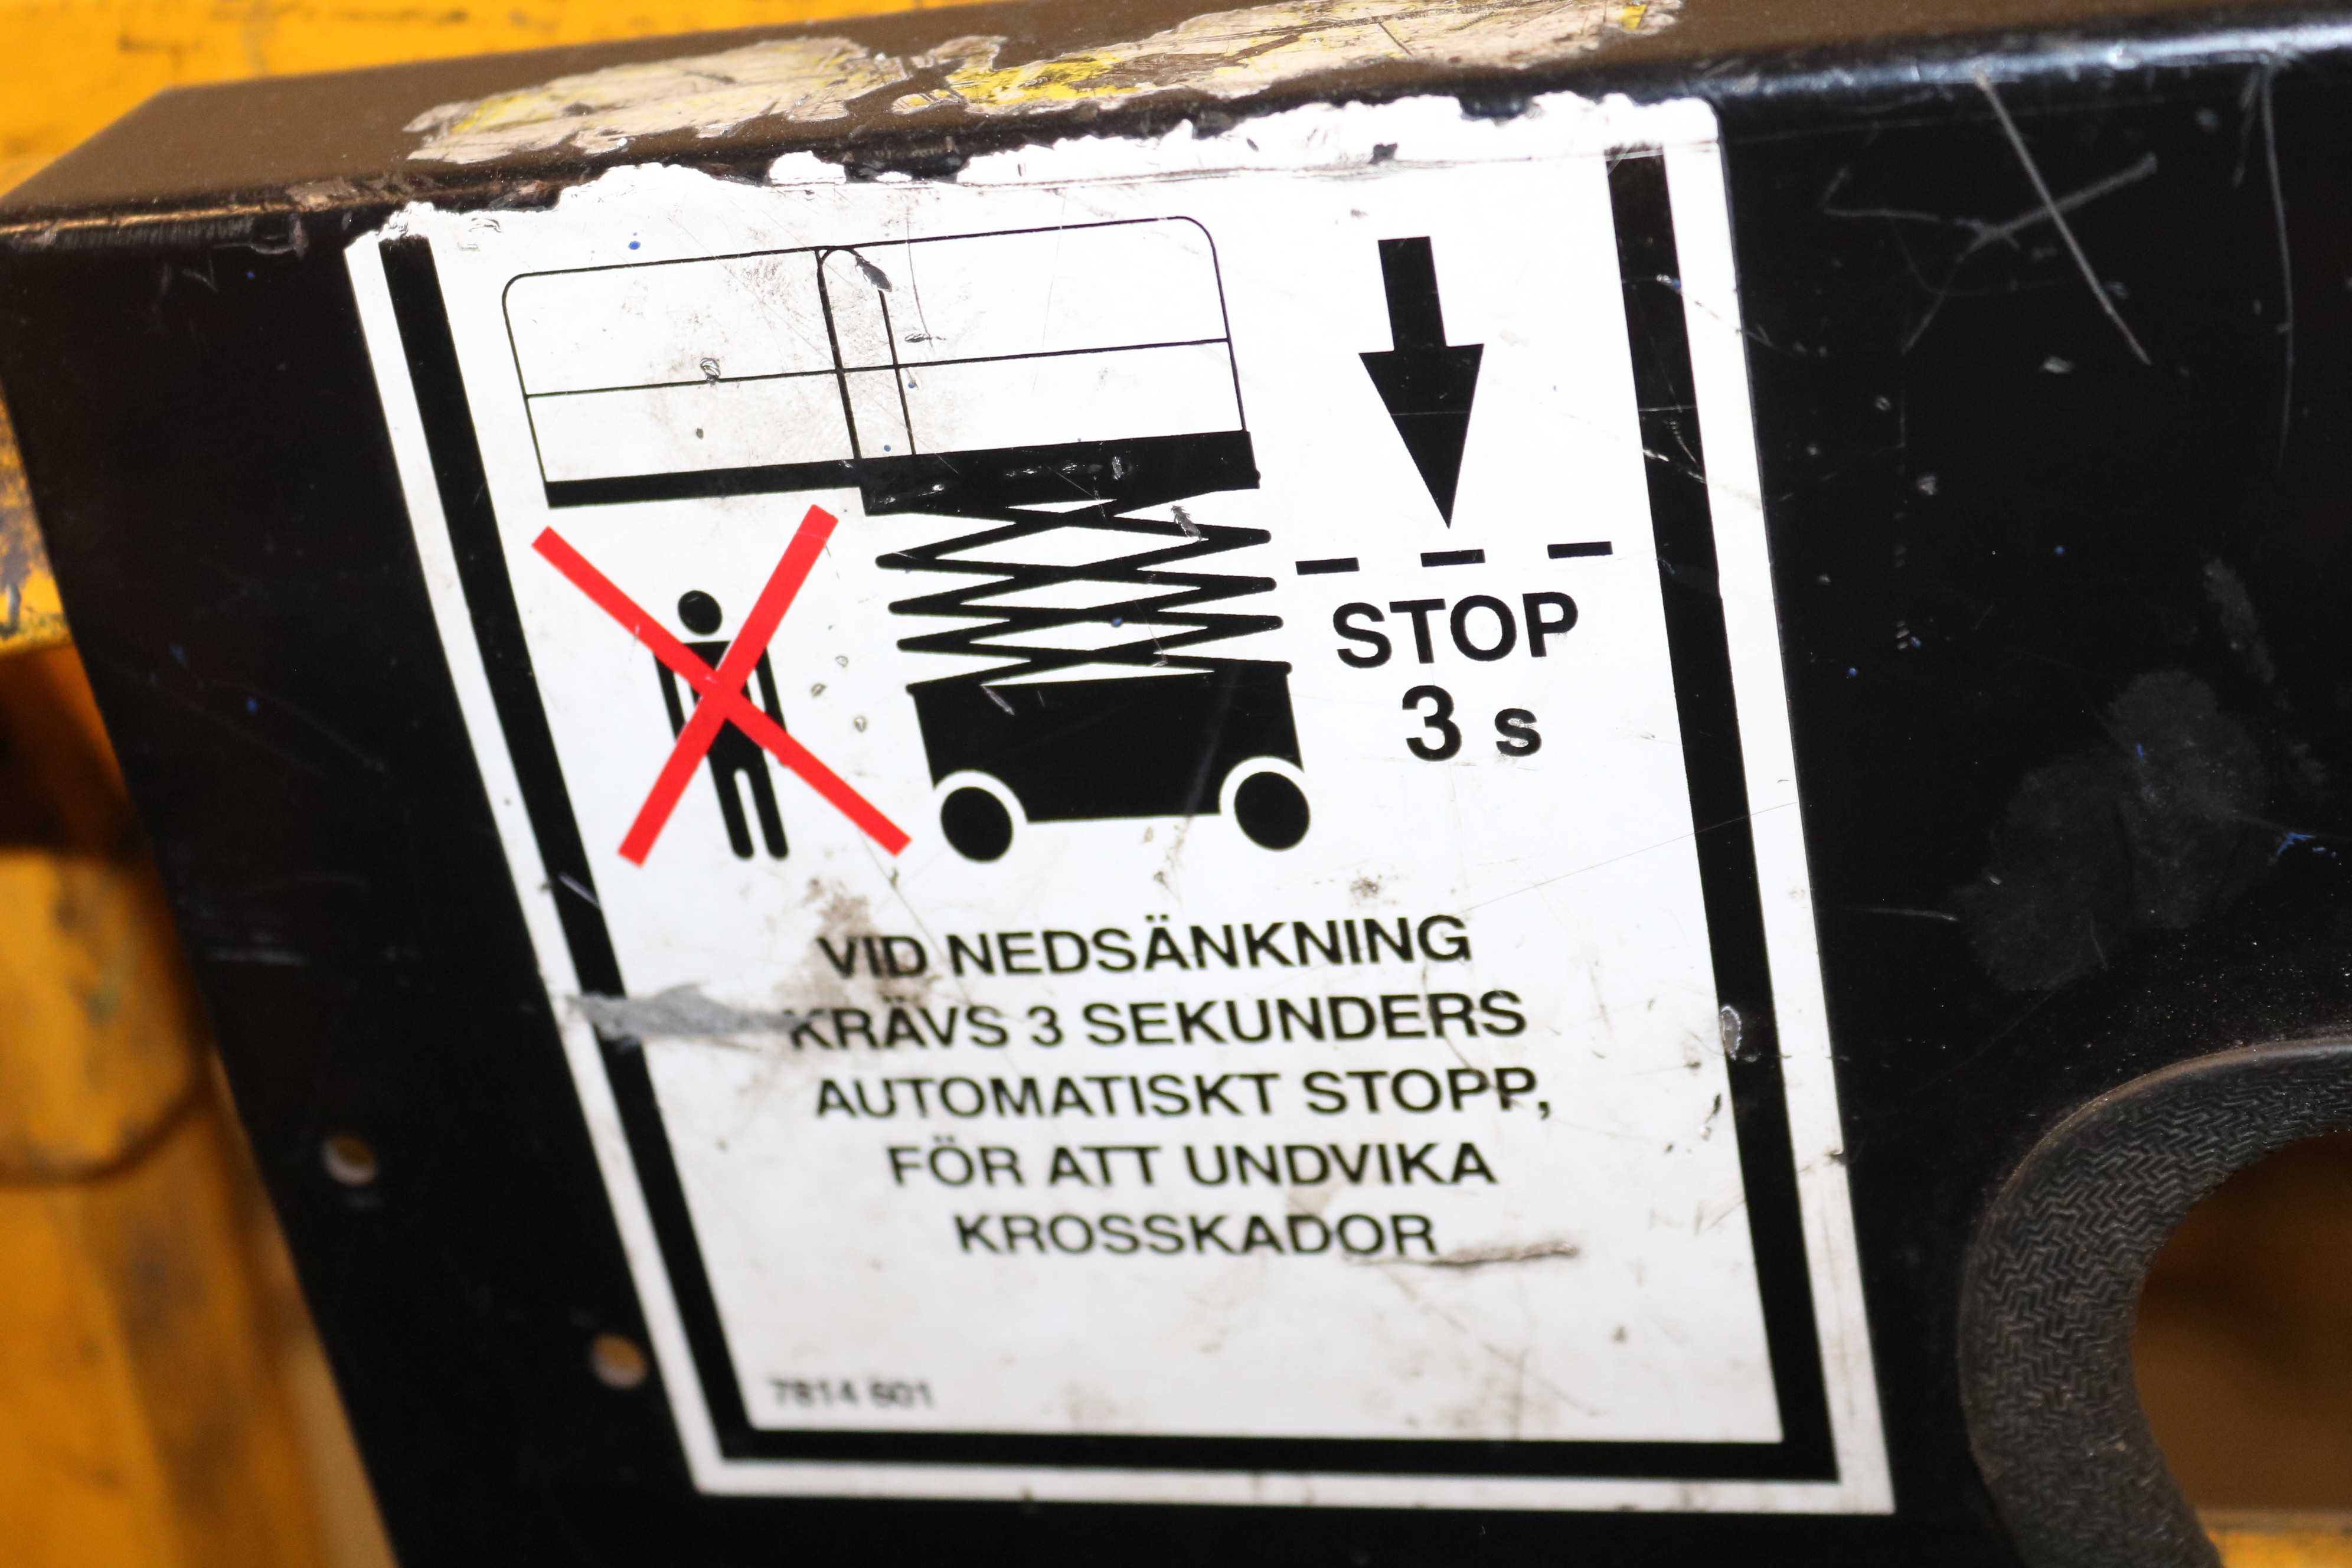 STOP
3 s
VID NEDSÄNKNING
KRÄVS 3 SEKUNDERS
AUTOMATISKT STOPP,
FÖR ATT UNDVIKA
KROSSKADOR
7814 601